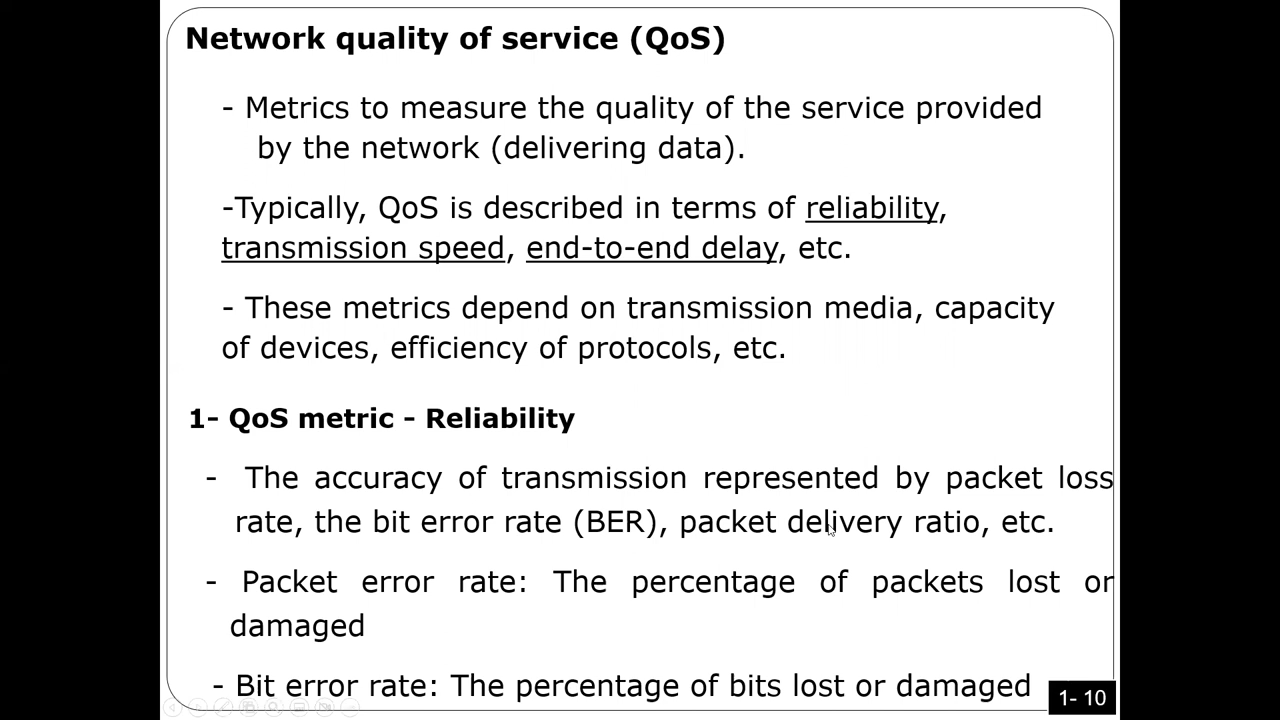 Network quality of service (QoS)
- Metrics to measure the quality of the service provided
by the network (delivering data).
-Typically, QoS is described in terms of reliability,
transmission speed, end-to-end delay, etc.
- These metrics depend on transmission media, capacity
of devices, efficiency of protocols, etc.
1- QoS metric - Reliability
- The accuracy of transmission represented by packet loss
rate, the bit error rate (BER), packet delivery ratio, etc.
- Packet error rate: The percentage of packets lost or
damaged
- Bit error rate: The percentage of bits lost or damaged
1- 10